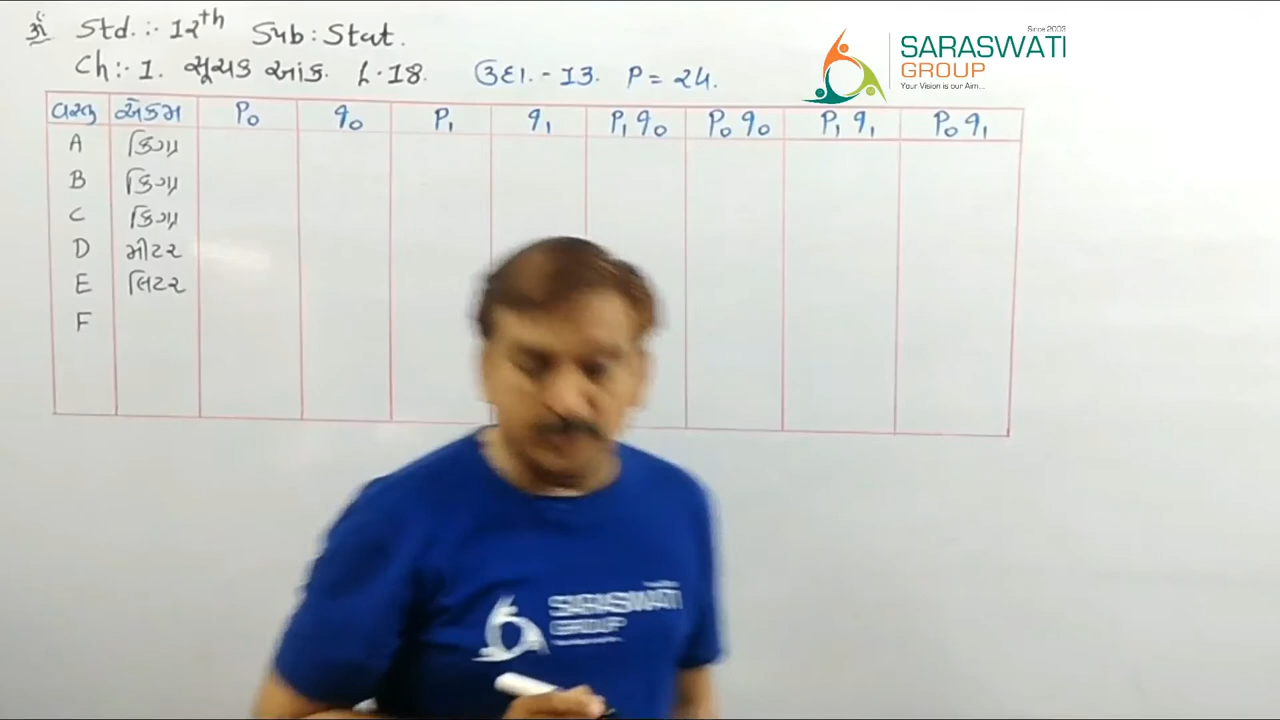 ૐ Std. :- 12th Sub : Stat.
Ch :- 1. સૂચક આંક. L.18. ઉદા. - 13. P = 24.
Since 2003
SARASWATI
GROUP
Your Vision is our Aim...
વસ્તુ એકમ P₀ q₀ P₁ q₁ P₁q₀ P₀q₀ P₁q₁ P₀q₁
A કિગ્રા
B કિગ્રા
C કિગ્રા
D મીટર
E લિટર
F
SARASWATI
GROUP